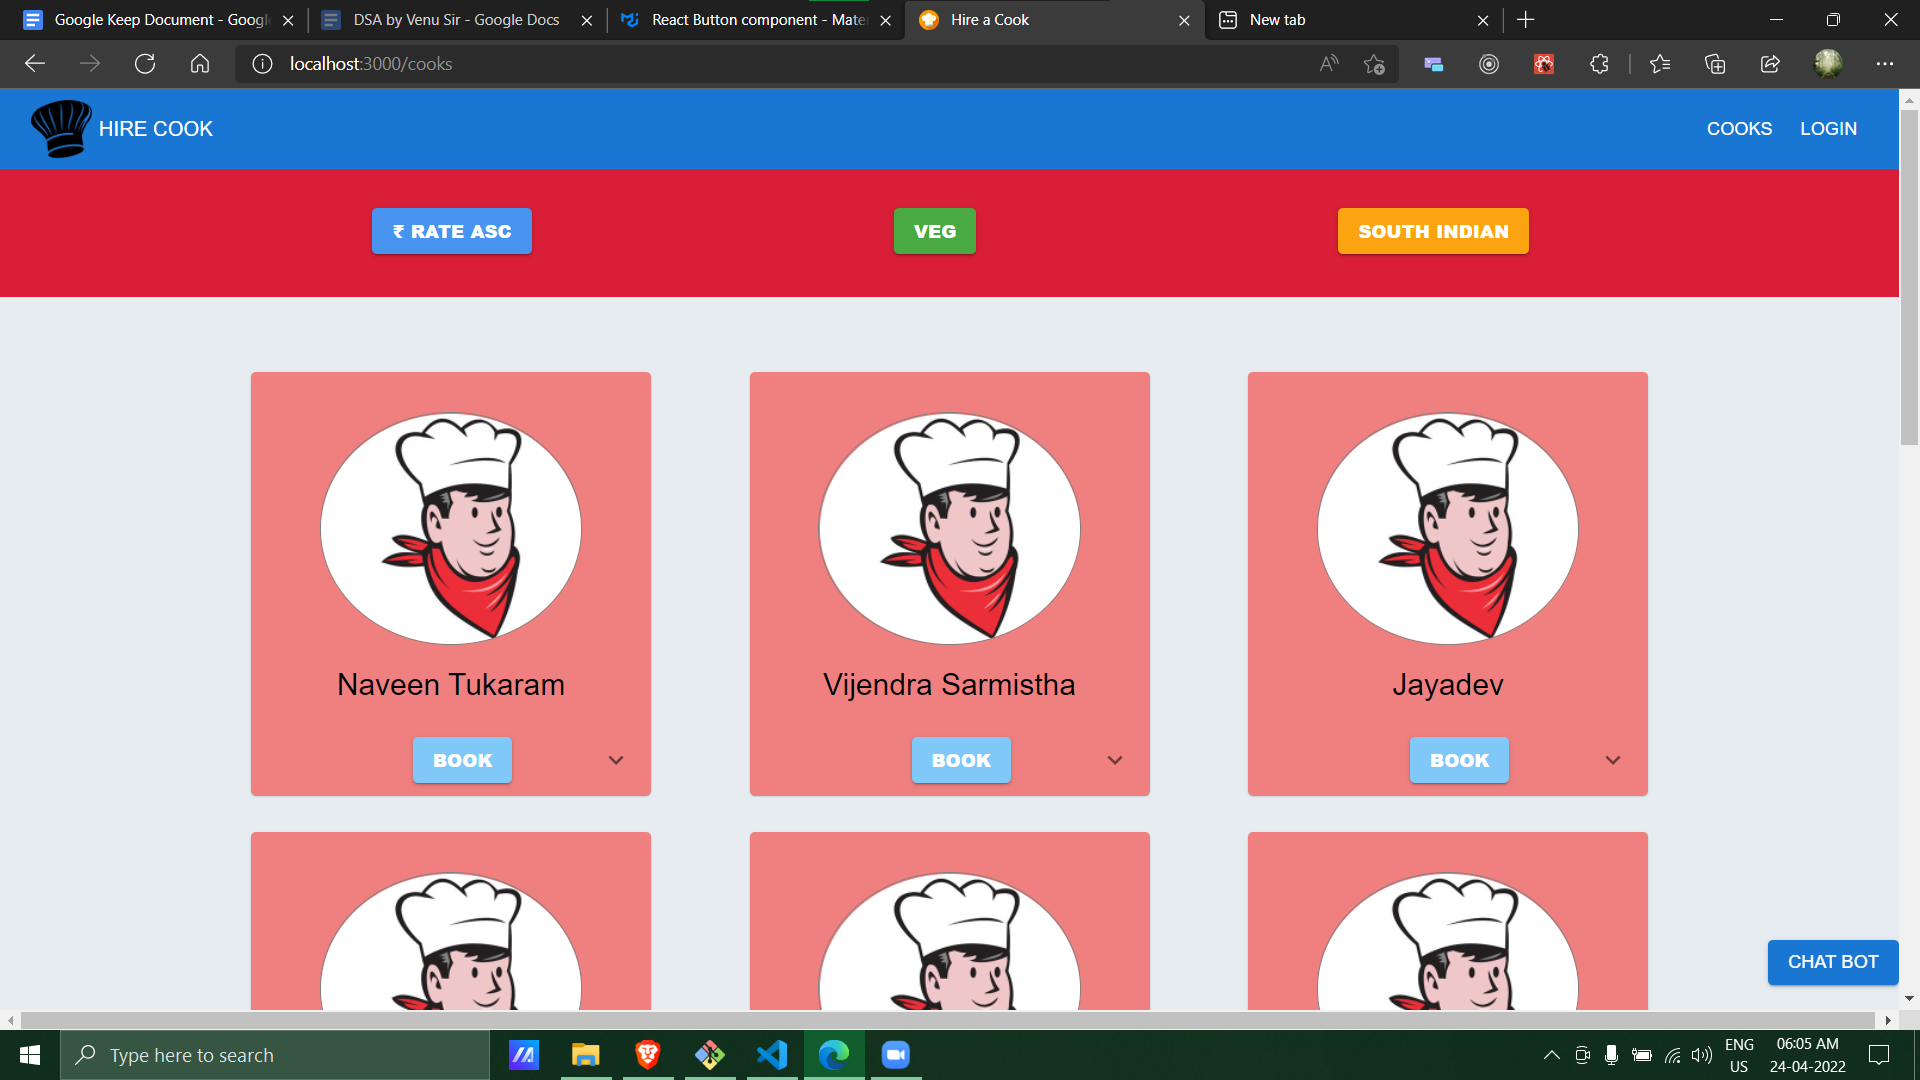 Google Keep Document - Googl
DSA by Venu Sir - Google Docs
React Button component - Mate
Hire a Cook
New tab
localhost:3000/cooks
HIRE COOK
COOKS
LOGIN
₹ RATE ASC
VEG
SOUTH INDIAN
Naveen Tukaram
Vijendra Sarmistha
Jayadev
BOOK
BOOK
BOOK
CHAT BOT
Type here to search
ENG
US
06:05 AM
24-04-2022